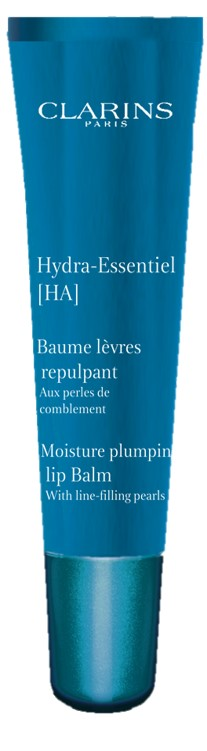 CLARINS
PARIS
Hydra-Essentiel
[HA]
Baume lèvres
repulpant
Aux perles de
comblement
Moisture plumpin
lip Balm
With line-filling pearls